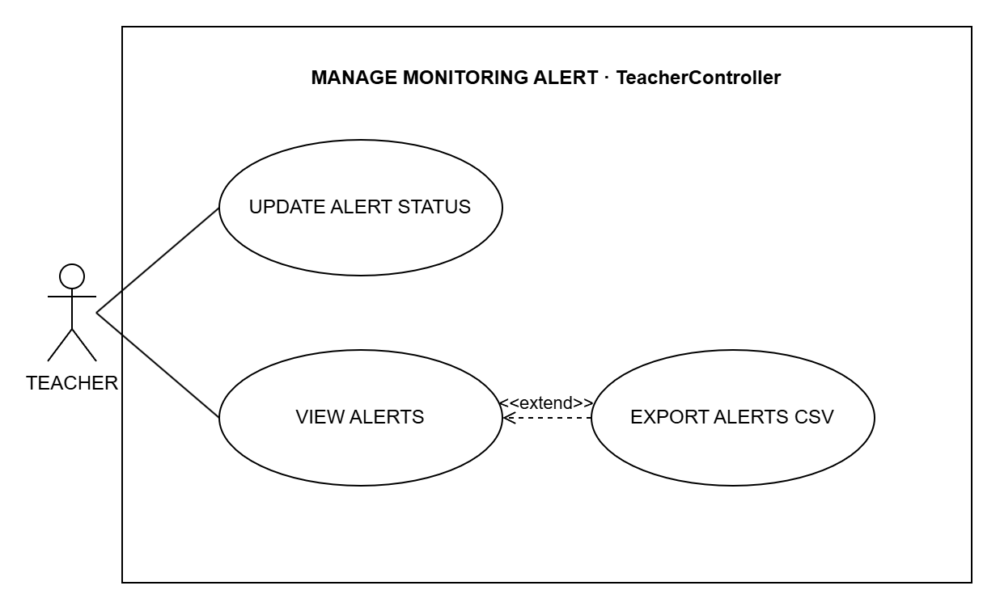 MANAGE MONITORING ALERT · TeacherController
UPDATE ALERT STATUS
TEACHER
VIEW ALERTS
<<extend>>
EXPORT ALERTS CSV